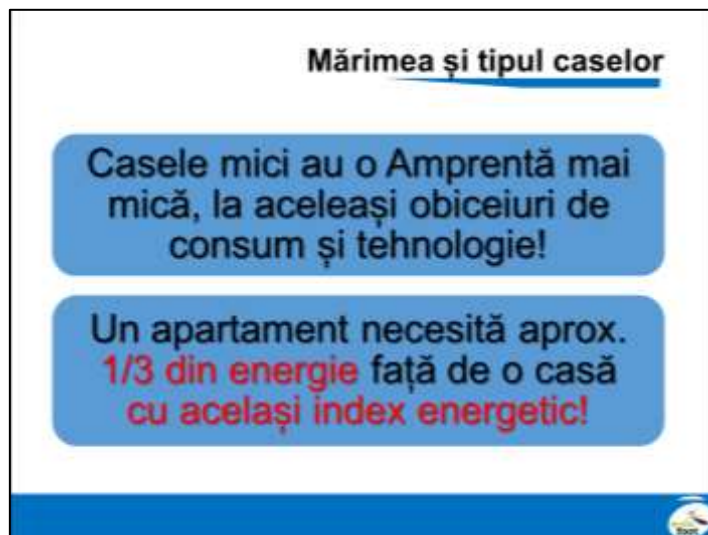 Mărimea și tipul caselor
Casele mici au o Amprentă mai
mică, la aceleași obiceiuri de
consum și tehnologie!
Un apartament necesită aprox.
1/3 din energie față de o casă
cu același index energetic!
foot